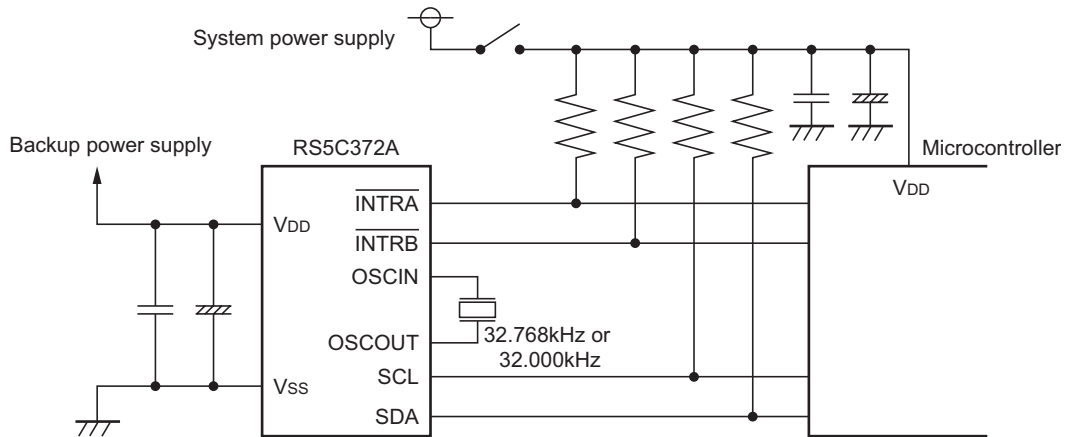 System power supply
Backup power supply
RS5C372A
Microcontroller
VDD
INTRA
VDD
INTRB
OSCIN
OSCOUT
32.768kHz or
32.000kHz
VSS
SCL
SDA